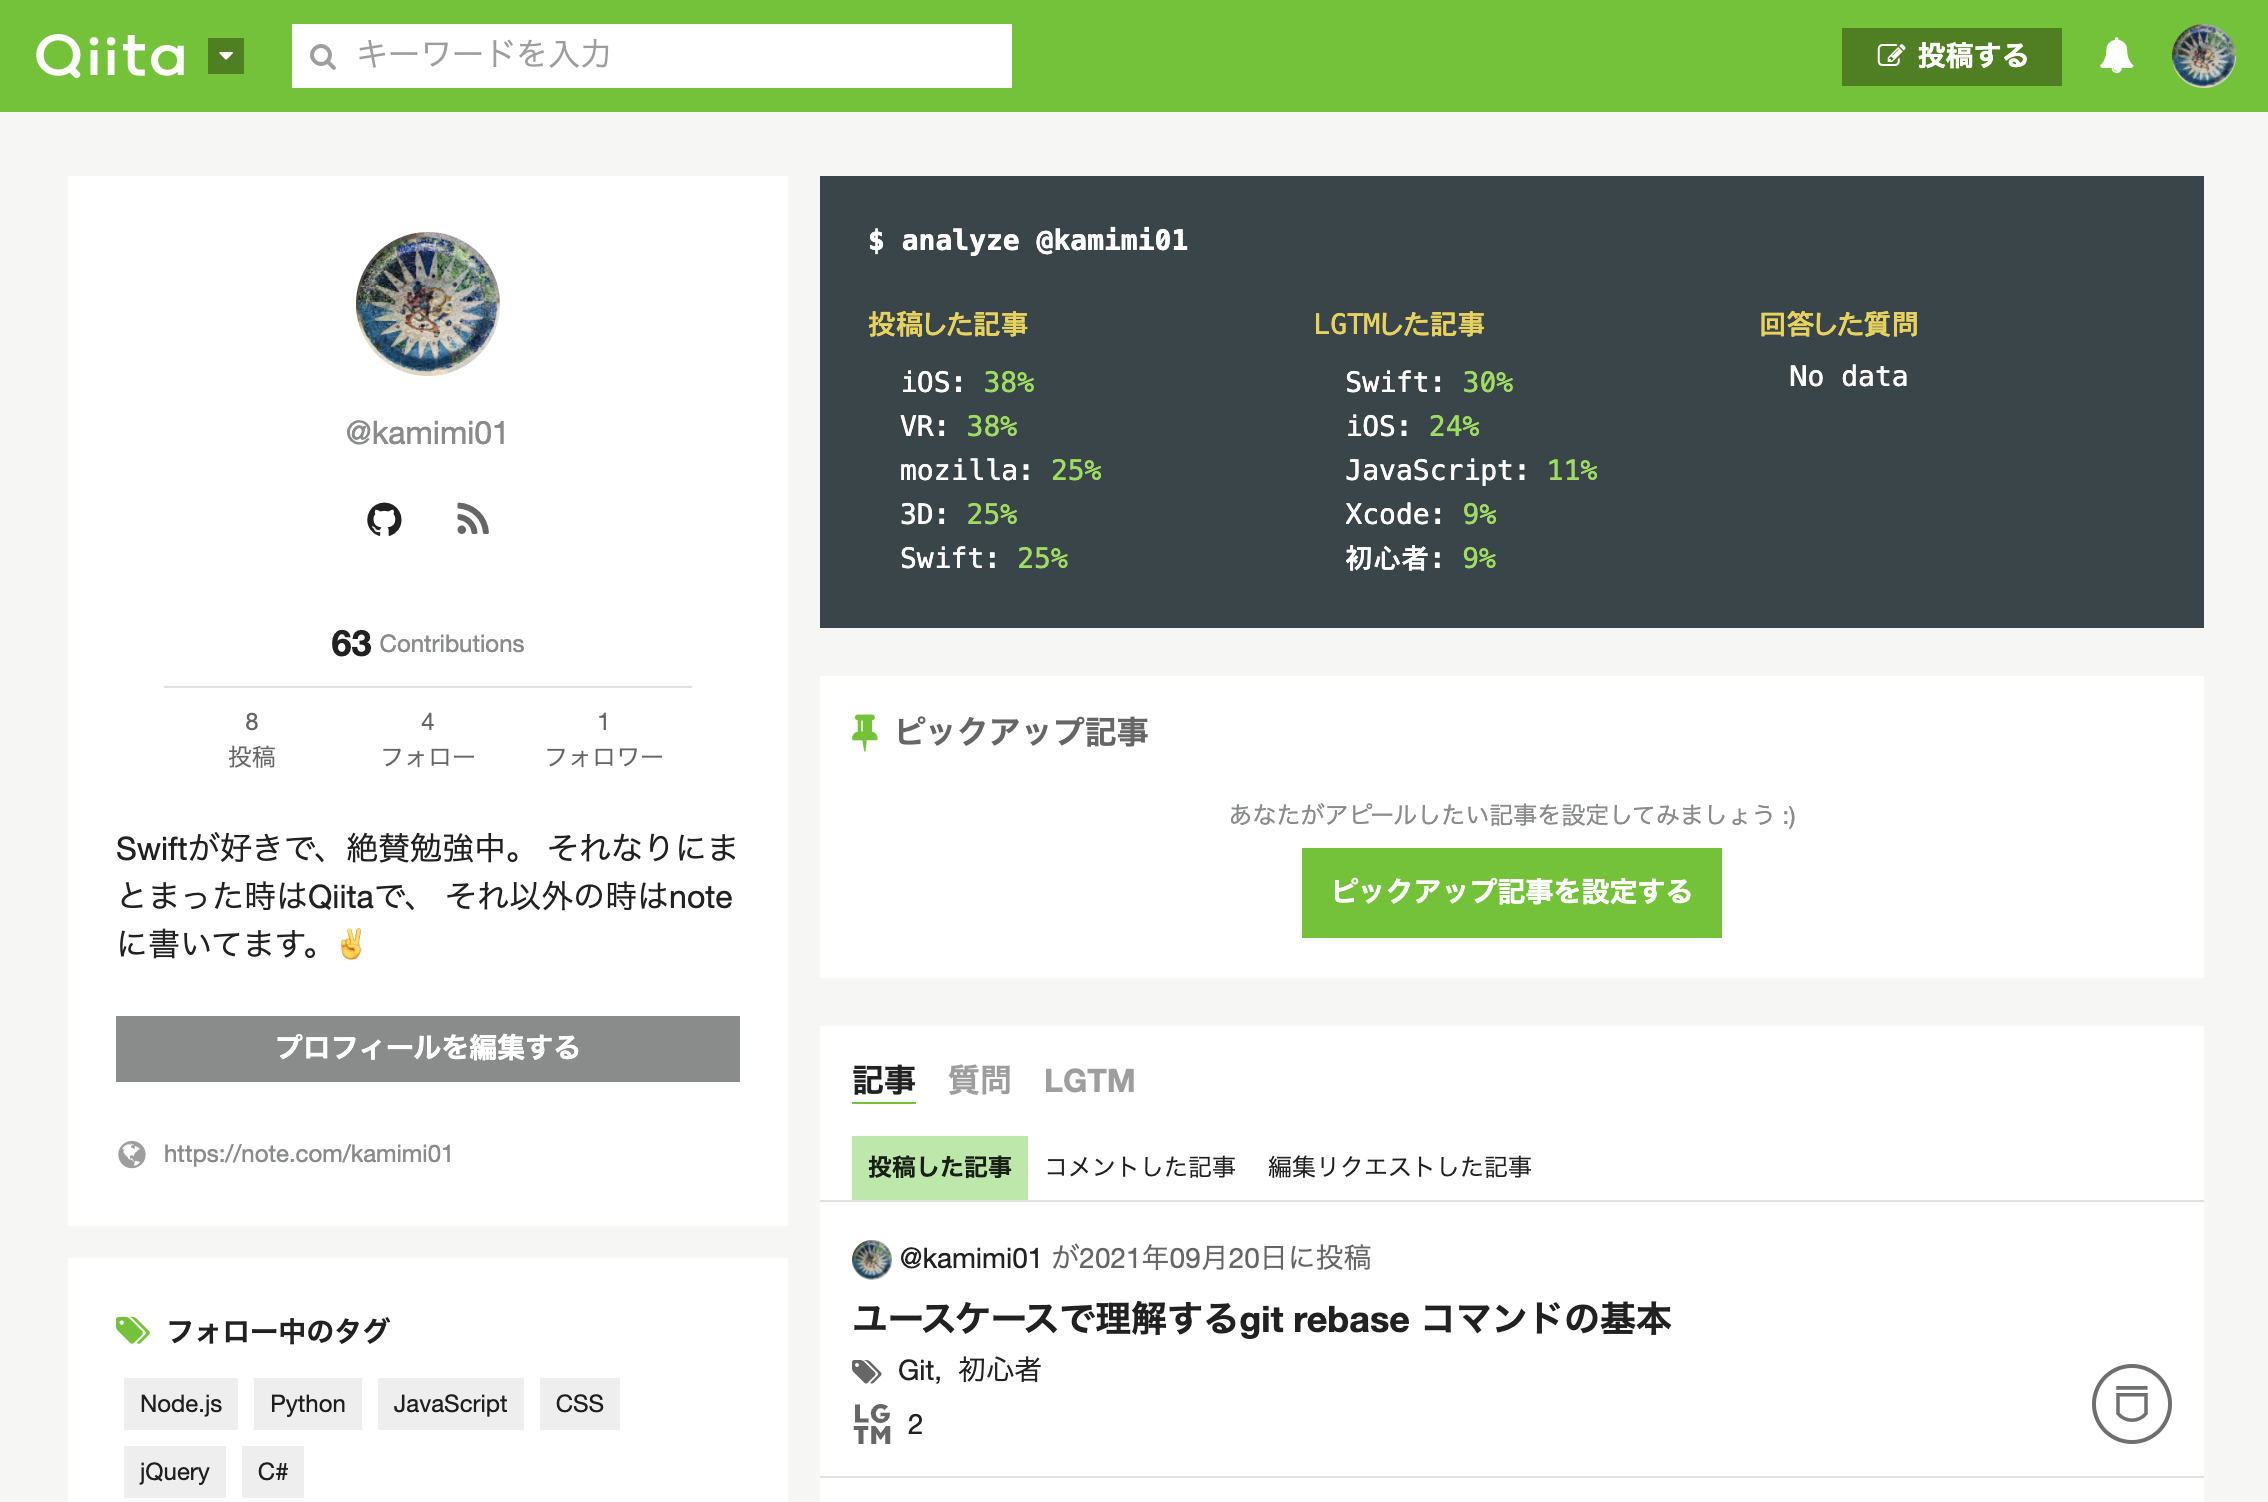 Qiita
キーワードを入力
投稿する
@kamimi01
63 Contributions
8
投稿
4
フォロー
1
フォロワー
Swiftが好きで、絶賛勉強中。 それなりにま
とまった時はQiitaで、 それ以外の時はnote
に書いてます。✌
プロフィールを編集する
https://note.com/kamimi01
フォロー中のタグ
Node.js
Python
JavaScript
CSS
jQuery
C#
$ analyze @kamimi01
投稿した記事
iOS: 38%
VR: 38%
mozilla: 25%
3D: 25%
Swift: 25%
LGTMした記事
Swift: 30%
iOS: 24%
JavaScript: 11%
Xcode: 9%
初心者: 9%
回答した質問
No data
ピックアップ記事
あなたがアピールしたい記事を設定してみましょう :)
ピックアップ記事を設定する
記事 質問 LGTM
投稿した記事 コメントした記事 編集リクエストした記事
@kamimi01 が2021年09月20日に投稿
ユースケースで理解するgit rebase コマンドの基本
Git, 初心者
LGTM 2